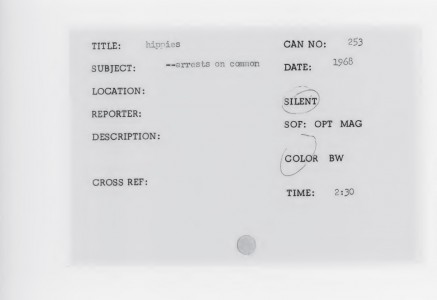 TITLE: hippies CAN NO: 253
SUBJECT: --arrests on common DATE: 1968
LOCATION:
SILENT
REPORTER:
SOF: OPT MAG
DESCRIPTION:
COLOR BW
CROSS REF:
TIME: 2:30